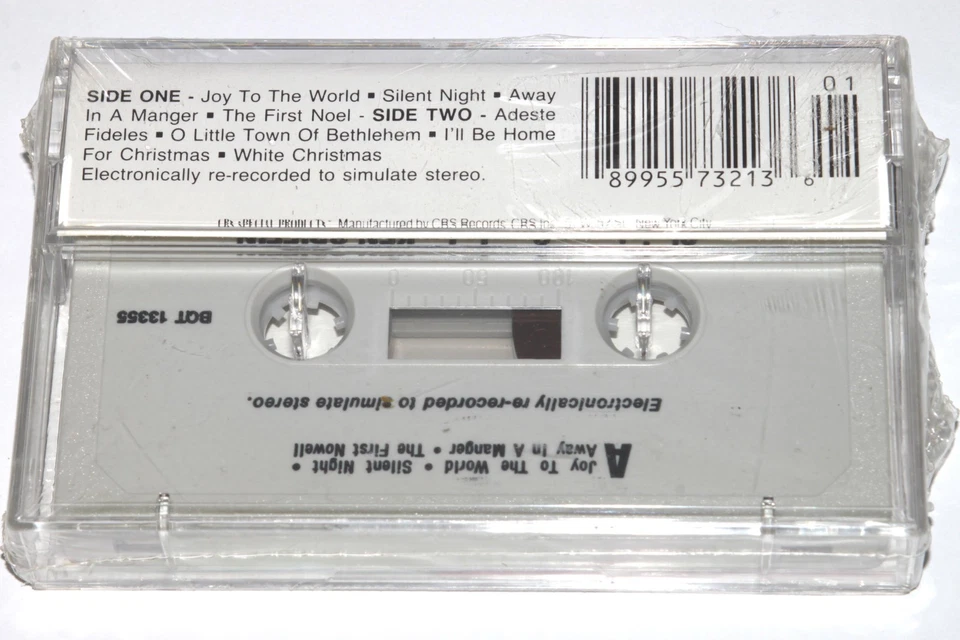 SIDE ONE - Joy To The World ▪ Silent Night ▪ Away
In A Manger ▪ The First Noel - SIDE TWO - Adeste
Fideles ▪ O Little Town Of Bethlehem ▪ I'll Be Home
For Christmas ▪ White Christmas
Electronically re-recorded to simulate stereo.
01
89955 73213 6
CBS SPECIAL PRODUCTS Manufactured by CBS Records, CBS New York City
KEN GRIFFIN
0 50 100
BQT 13355
Electronically re-recorded to simulate stereo.
A
Joy To The World • Silent Night •
Away In A Manger • The First Nowell